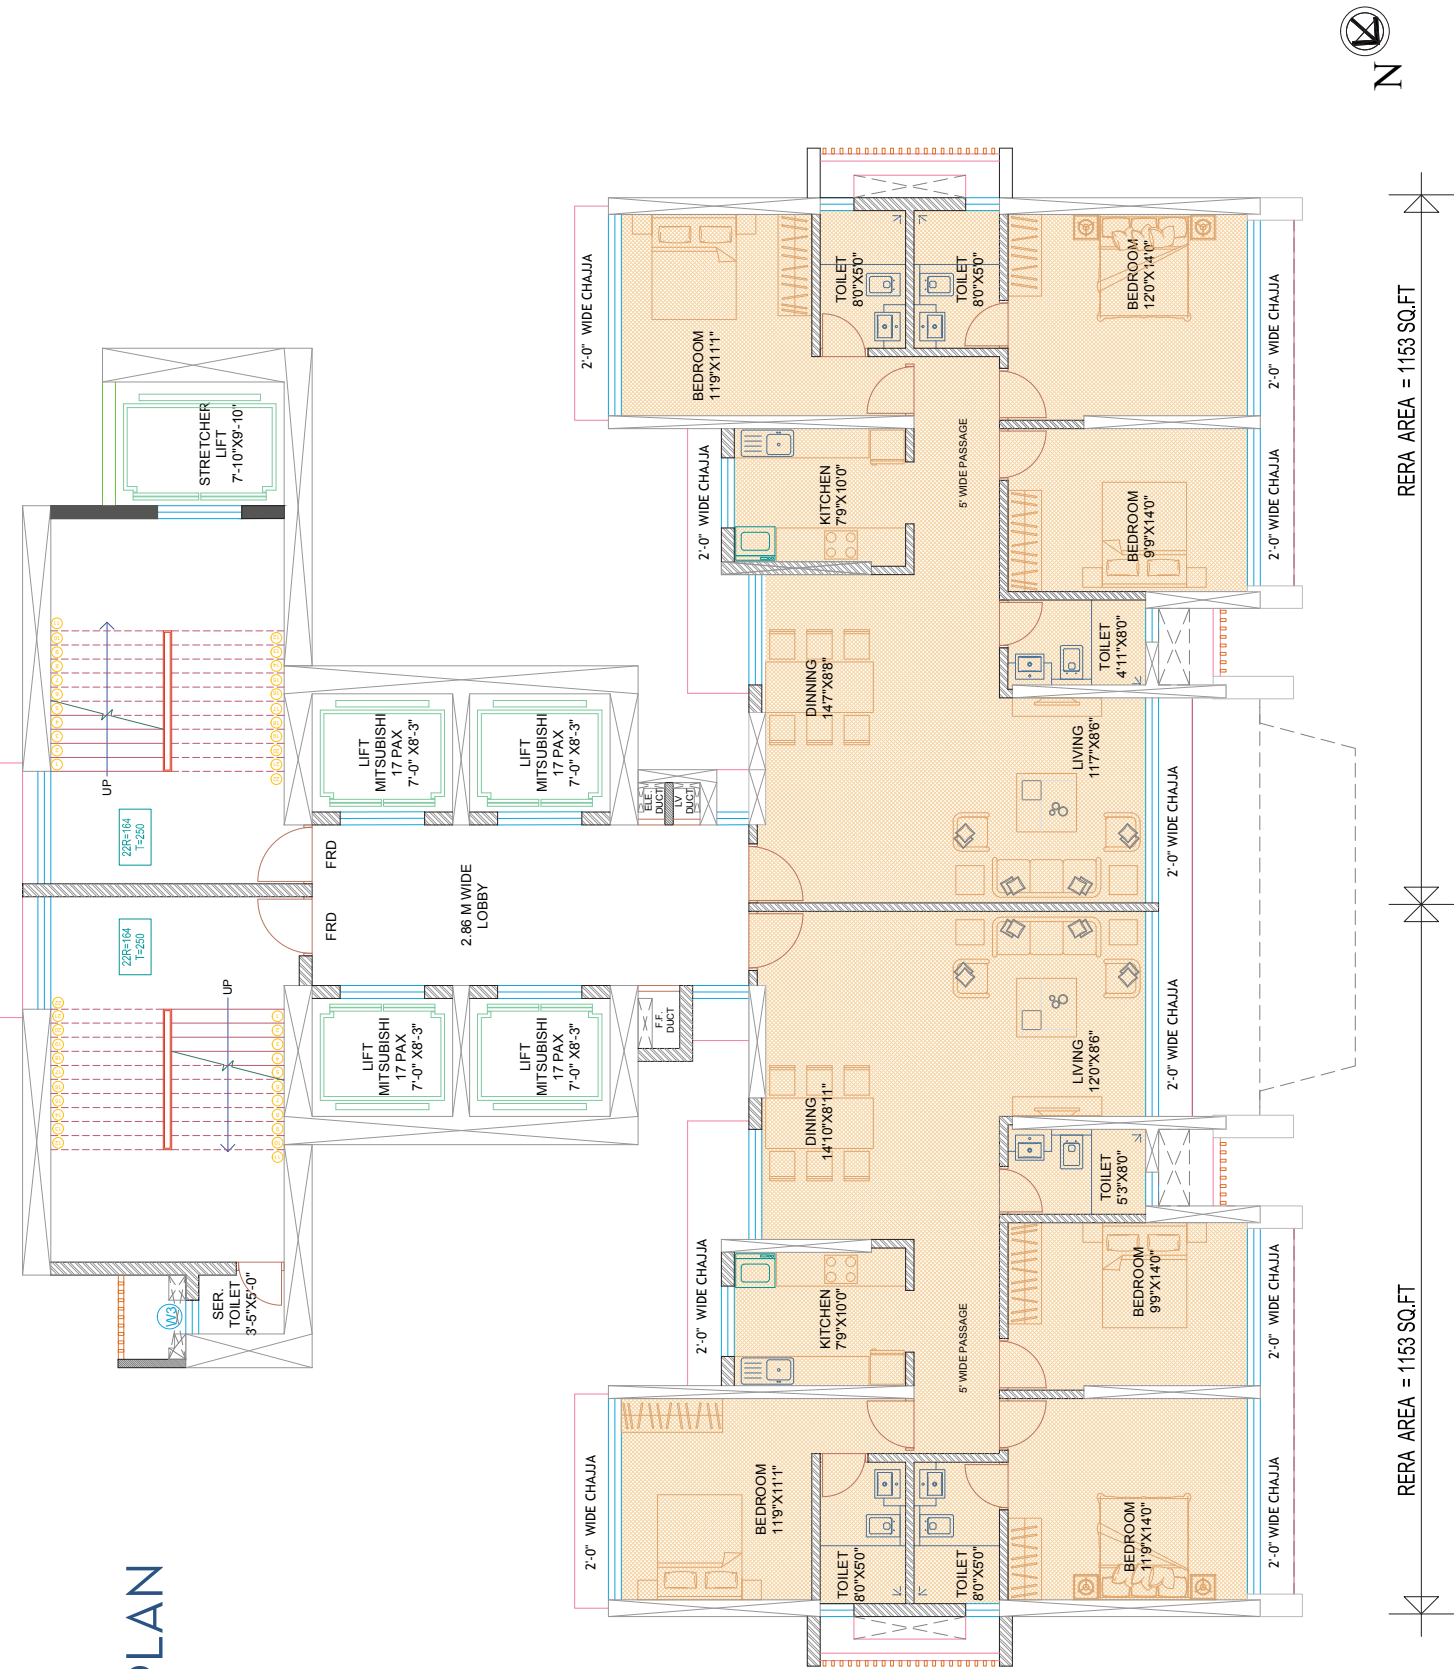 PLAN
N
RERA AREA = 1153 SQ.FT
RERA AREA = 1153 SQ.FT
STRETCHER
LIFT
7'-10"X9'-10"
UP
22R=164
T=250
22R=164
T=250
UP
FRD
FRD
LIFT
MITSUBISHI
17 PAX
7'-0" X8'-3"
LIFT
MITSUBISHI
17 PAX
7'-0" X8'-3"
LIFT
MITSUBISHI
17 PAX
7'-0" X8'-3"
LIFT
MITSUBISHI
17 PAX
7'-0" X8'-3"
2.86 M WIDE
LOBBY
ELE.
DUCT
LV
DUCT
F.F.
DUCT
SER.
TOILET
3'-5"X5'-0"
W3
2'-0" WIDE CHAJJA
BEDROOM
11'9"X11'1"
TOILET
8'0"X5'0"
TOILET
8'0"X5'0"
BEDROOM
12'0"X14'0"
2'-0" WIDE CHAJJA
2'-0" WIDE CHAJJA
KITCHEN
7'9"X10'0"
5' WIDE PASSAGE
BEDROOM
9'9"X14'0"
2'-0" WIDE CHAJJA
DINNING
14'7"X8'8"
TOILET
4'11"X8'0"
LIVING
11'7"X8'6"
2'-0" WIDE CHAJJA
2'-0" WIDE CHAJJA
LIVING
12'0"X8'6"
DINING
14'10"X8'11"
TOILET
5'3"X8'0"
2'-0" WIDE CHAJJA
KITCHEN
7'9"X10'0"
5' WIDE PASSAGE
BEDROOM
9'9"X14'0"
2'-0" WIDE CHAJJA
2'-0" WIDE CHAJJA
BEDROOM
11'9"X11'1"
TOILET
8'0"X5'0"
TOILET
8'0"X5'0"
BEDROOM
11'9"X14'0"
2'-0" WIDE CHAJJA